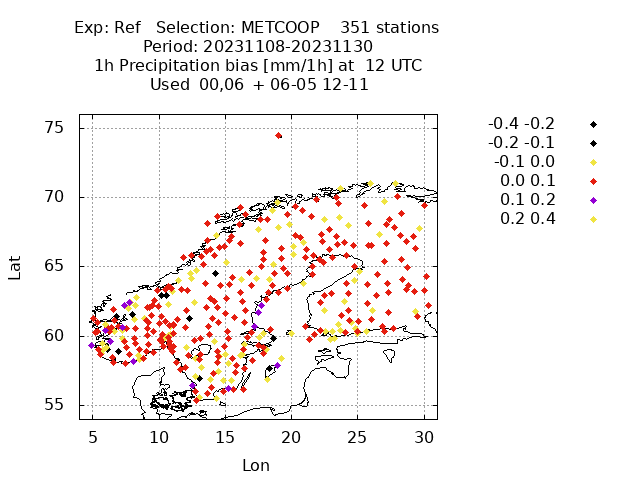 Exp: Ref   Selection: METCOOP    351 stations
Period: 20231108-20231130
1h Precipitation bias [mm/1h] at  12 UTC
Used  00,06  + 06-05 12-11
75
70
65
60
55
Lat
5 10 15 20 25 30
Lon
-0.4 -0.2
-0.2 -0.1
-0.1 0.0
0.0 0.1
0.1 0.2
0.2 0.4